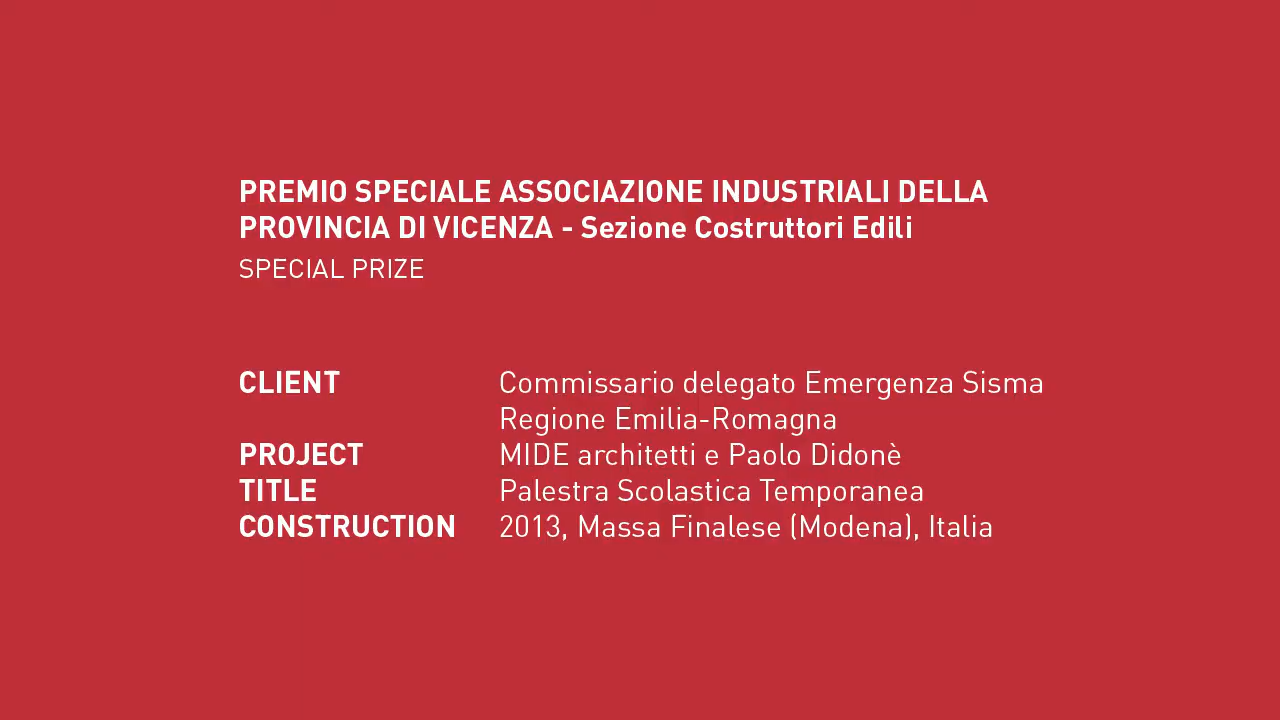 PREMIO SPECIALE ASSOCIAZIONE INDUSTRIALI DELLA
PROVINCIA DI VICENZA - Sezione Costruttori Edili
SPECIAL PRIZE
CLIENT Commissario delegato Emergenza Sisma
Regione Emilia-Romagna
PROJECT MIDE architetti e Paolo Didonè
TITLE Palestra Scolastica Temporanea
CONSTRUCTION 2013, Massa Finalese (Modena), Italia